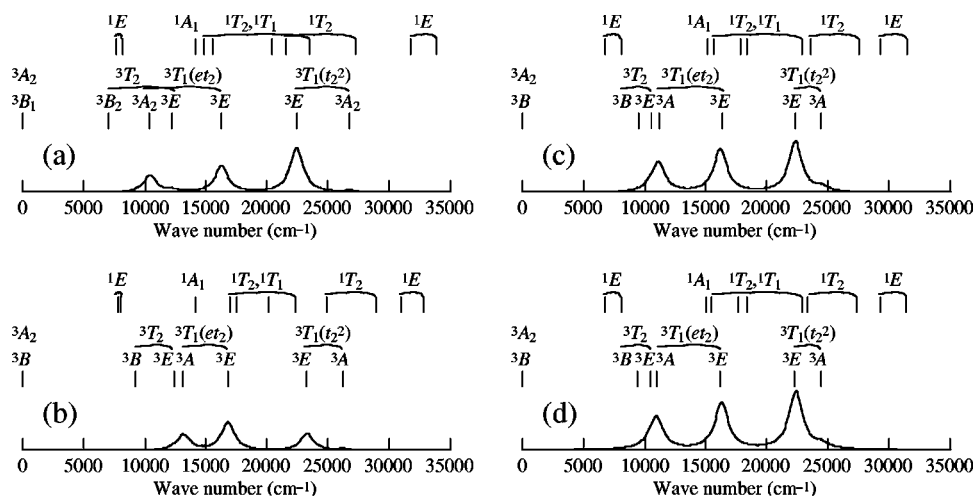 ¹E ¹A₁ ¹T₂,¹T₁ ¹T₂ ¹E
³A₂ ³T₂ ³T₁(et₂) ³T₁(t₂²)
³B₁ ³B₂ ³A₂ ³E ³E ³E ³A₂
(a)
0 5000 10000 15000 20000 25000 30000 35000
Wave number (cm⁻¹)
¹E ¹A₁ ¹T₂,¹T₁ ¹T₂ ¹E
³A₂ ³T₂ ³T₁(et₂) ³T₁(t₂²)
³B ³B ³E ³A ³E ³E ³A
(b)
0 5000 10000 15000 20000 25000 30000 35000
Wave number (cm⁻¹)
¹E ¹A₁ ¹T₂,¹T₁ ¹T₂ ¹E
³A₂ ³T₂ ³T₁(et₂) ³T₁(t₂²)
³B ³B ³E ³A ³E ³E ³A
(c)
0 5000 10000 15000 20000 25000 30000 35000
Wave number (cm⁻¹)
¹E ¹A₁ ¹T₂,¹T₁ ¹T₂ ¹E
³A₂ ³T₂ ³T₁(et₂) ³T₁(t₂²)
³B ³B ³E ³A ³E ³E ³A
(d)
0 5000 10000 15000 20000 25000 30000 35000
Wave number (cm⁻¹)